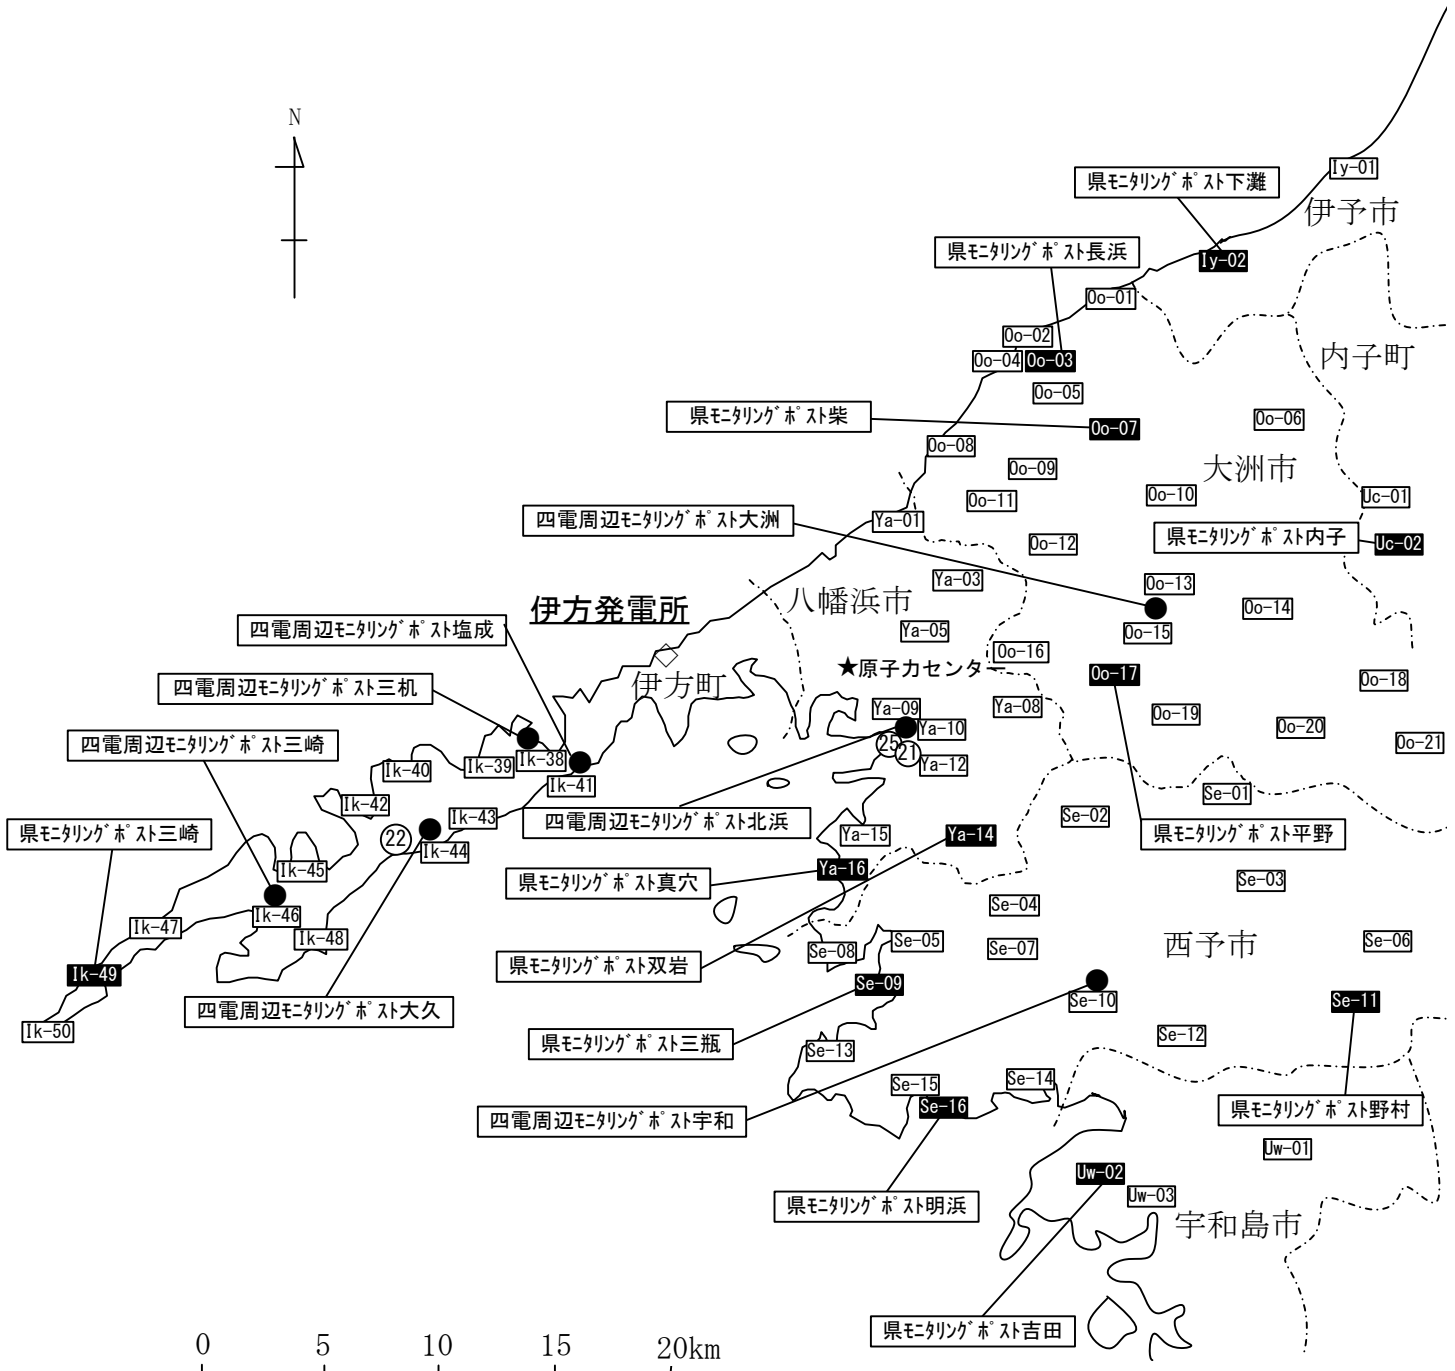 N
Iy-01
県モニタリングポスト下灘
伊予市
県モニタリングポスト長浜
Iy-02
Oo-01
Oo-02
Oo-04
Oo-03
内子町
Oo-05
県モニタリングポスト柴
Oo-07
Oo-06
Oo-08
Oo-09
大洲市
Oo-11
Oo-10
Uc-01
四電周辺モニタリングポスト大洲
Ya-01
Oo-12
県モニタリングポスト内子
Uc-02
Ya-03
Oo-13
伊方発電所
八幡浜市
Oo-14
四電周辺モニタリングポスト塩成
Ya-05
Oo-15
Oo-16
★原子力センター
四電周辺モニタリングポスト三机
伊方町
Oo-17
Oo-18
Ya-09
Ya-08
Oo-19
四電周辺モニタリングポスト三崎
Ya-10
Oo-20
Oo-21
25
21
Ik-40
Ik-39
Ik-38
Ya-12
Ik-41
Se-01
Ik-42
Ik-43
四電周辺モニタリングポスト北浜
Se-02
県モニタリングポスト三崎
22
Ya-15
Ya-14
県モニタリングポスト平野
Ik-44
Ik-45
県モニタリングポスト真穴
Ya-16
Se-03
Ik-46
Se-04
Ik-47
Ik-48
Se-05
Se-07
西予市
Se-06
Se-08
Ik-49
県モニタリングポスト双岩
Se-09
Se-10
Se-11
四電周辺モニタリングポスト大久
Ik-50
県モニタリングポスト三瓶
Se-12
Se-13
Se-15
Se-14
Se-16
県モニタリングポスト野村
四電周辺モニタリングポスト宇和
Uw-01
Uw-02
県モニタリングポスト明浜
Uw-03
宇和島市
県モニタリングポスト吉田
0 5 10 15 20km